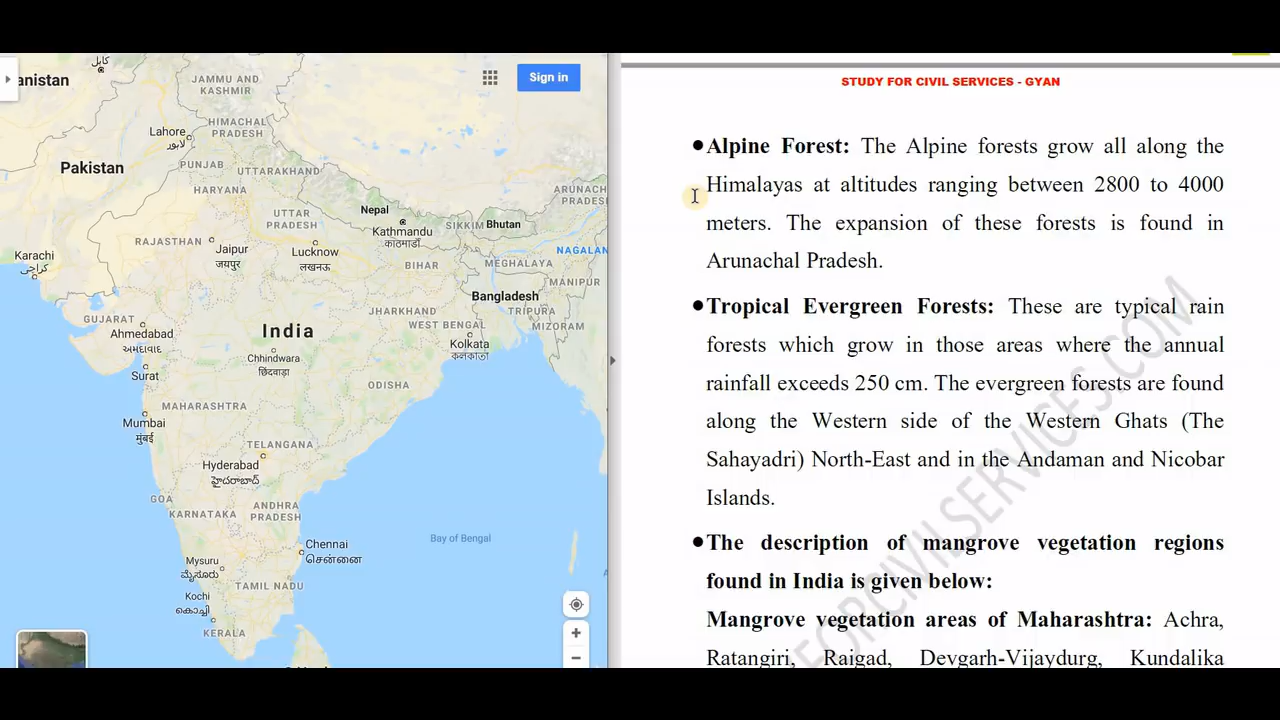 کابل
anistan
JAMMU AND
KASHMIR
Sign in
HIMACHAL
PRADESH
Lahore
لاہور
PUNJAB
Pakistan
UTTARAKHAND
HARYANA
ARUNACH
PRADESH
Nepal
UTTAR
PRADESH
SIKKIM
Bhutan
Kathmandu
काठमाडौं
RAJASTHAN
Jaipur
जयपुर
Lucknow
लखनऊ
NAGALAN
Karachi
کراچی
BIHAR
MEGHALAYA
MANIPUR
Bangladesh
GUJARAT
Ahmedabad
અમદાવાદ
JHARKHAND
TRIPURA
WEST BENGAL
MIZORAM
India
Kolkata
কলকাতা
Chhindwara
छिंदवाड़ा
Surat
ODISHA
MAHARASHTRA
Mumbai
मुंबई
TELANGANA
Hyderabad
హైదరాబాద్
GOA
KARNATAKA
ANDHRA
PRADESH
Bay of Bengal
Chennai
சென்னை
Mysuru
ಮೈಸೂರು
TAMIL NADU
Kochi
കൊച്ചി
KERALA
STUDY FOR CIVIL SERVICES - GYAN
●Alpine Forest: The Alpine forests grow all along the
Himalayas at altitudes ranging between 2800 to 4000
meters. The expansion of these forests is found in
Arunachal Pradesh.
●Tropical Evergreen Forests: These are typical rain
forests which grow in those areas where the annual
rainfall exceeds 250 cm. The evergreen forests are found
along the Western side of the Western Ghats (The
Sahayadri) North-East and in the Andaman and Nicobar
Islands.
●The description of mangrove vegetation regions
found in India is given below:
Mangrove vegetation areas of Maharashtra: Achra,
Ratangiri, Raigad, Devgarh-Vijaydurg, Kundalika
FORCIVILSERVICES.COM